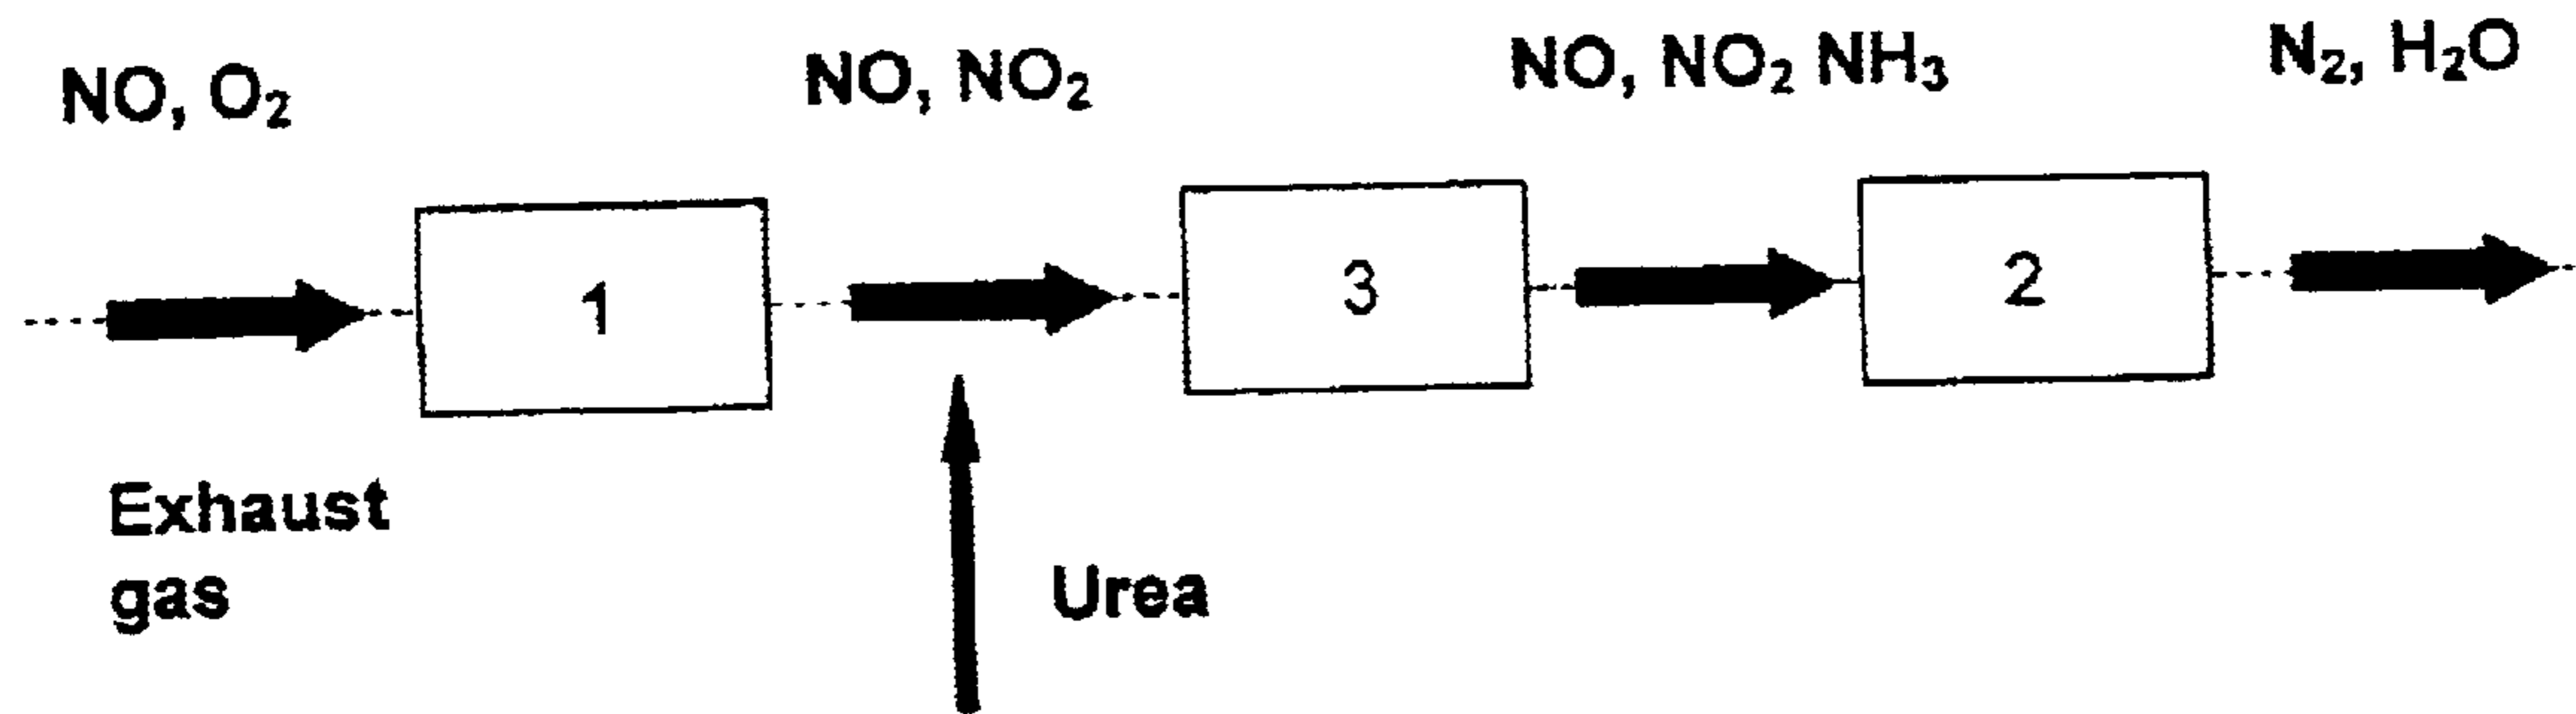 NO, O₂
NO, NO₂
NO, NO₂ NH₃
N₂, H₂O
1
3
2
Exhaust
gas
Urea